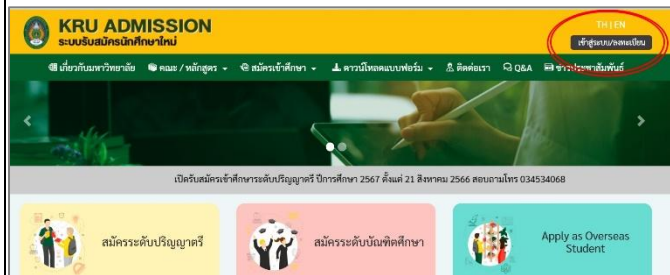 KRU ADMISSION
ระบบรับสมัครนักศึกษาใหม่
TH | EN
เข้าสู่ระบบ/ลงทะเบียน
เกี่ยวกับมหาวิทยาลัย คณะ / หลักสูตร สมัครเข้าศึกษา ดาวน์โหลดแบบฟอร์ม ติดต่อเรา Q&A ข่าวประชาสัมพันธ์
เปิดรับสมัครเข้าศึกษาระดับปริญญาตรี ปีการศึกษา 2567 ตั้งแต่ 21 สิงหาคม 2566 สอบถามโทร 034534068
สมัครระดับปริญญาตรี
สมัครระดับบัณฑิตศึกษา
Apply as Overseas
Student